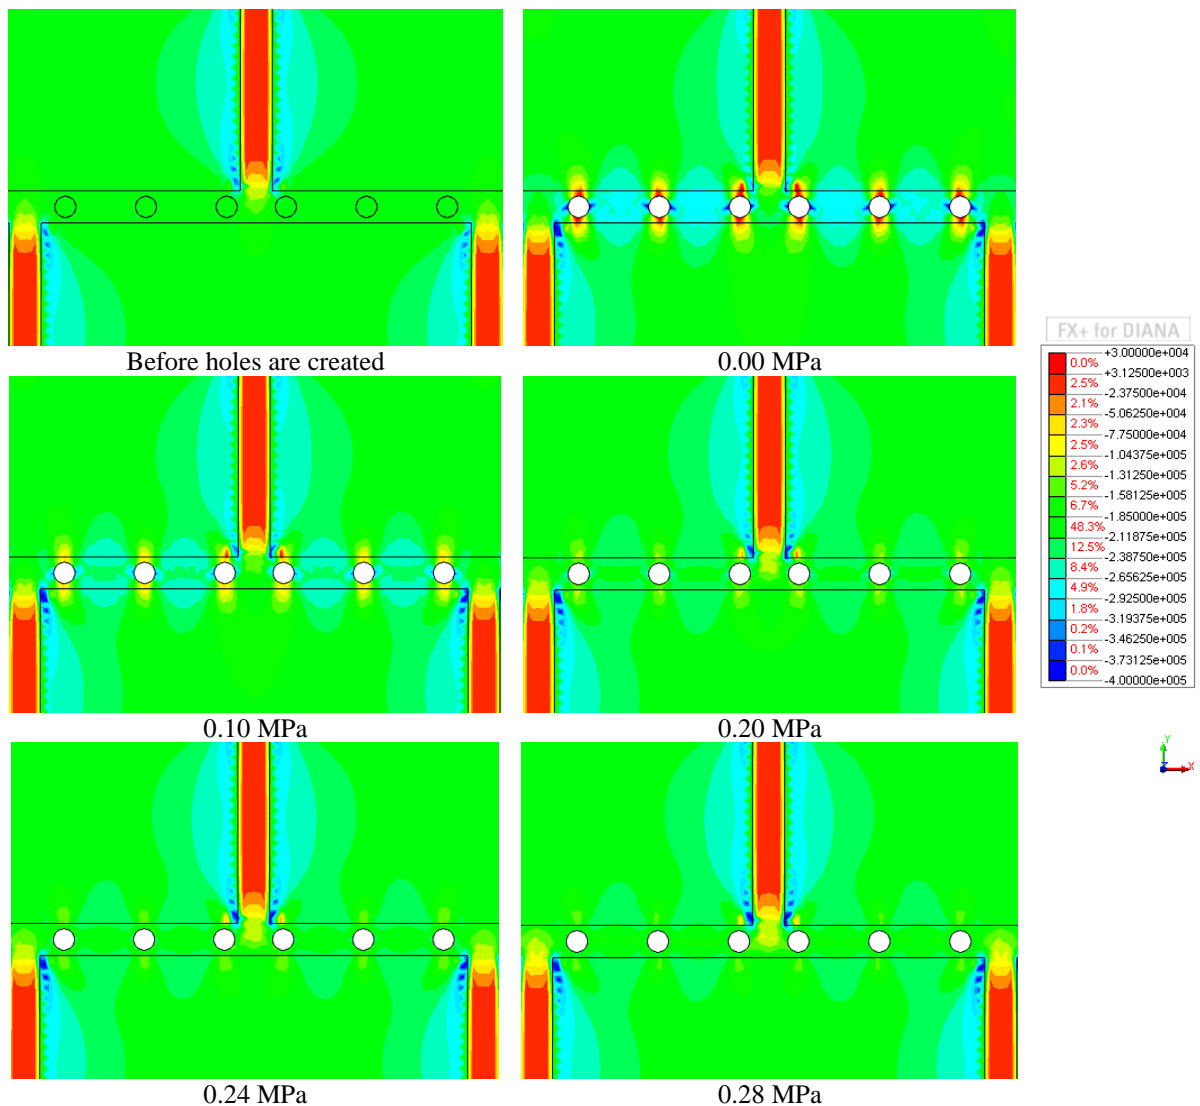 Before holes are created
0.00 MPa
0.10 MPa
0.20 MPa
0.24 MPa
0.28 MPa
FX+ for DIANA
+3.00000e+004
0.0%
+3.12500e+003
2.5%
-2.37500e+004
2.1%
-5.06250e+004
2.3%
-7.75000e+004
2.5%
-1.04375e+005
2.6%
-1.31250e+005
5.2%
-1.58125e+005
6.7%
-1.85000e+005
48.3%
-2.11875e+005
12.5%
-2.38750e+005
8.4%
-2.65625e+005
4.9%
-2.92500e+005
1.8%
-3.19375e+005
0.2%
-3.46250e+005
0.1%
-3.73125e+005
0.0%
-4.00000e+005
Y
Z
X